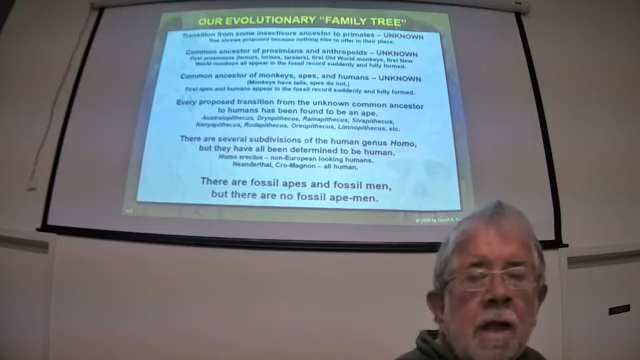 OUR EVOLUTIONARY "FAMILY TREE"
Transition from some insectivore ancestor to primates – UNKNOWN
Tree shrews proposed because nothing else to offer in their place.
Common ancestor of prosimians and anthropoids – UNKNOWN
First prosimians (lemurs, lorises, tarsiers), first Old World monkeys, first New
World monkeys all appear in the fossil record suddenly and fully formed.
Common ancestor of monkeys, apes, and humans – UNKNOWN
(Monkeys have tails, apes do not.)
First apes and humans appear in the fossil record suddenly and fully formed.
Every proposed transition from the unknown common ancestor
to humans has been found to be an ape.
Australopithecus, Dryopithecus, Ramapithecus, Sivapithecus,
Kenyapithecus, Rudapithecus, Oreopithecus, Limnopithecus, etc.
There are several subdivisions of the human genus Homo,
but they have all been determined to be human.
Homo erectus – non-European looking humans.
Neanderthal, Cro-Magnon – all human.
There are fossil apes and fossil men,
but there are no fossil ape-men.
by David A.